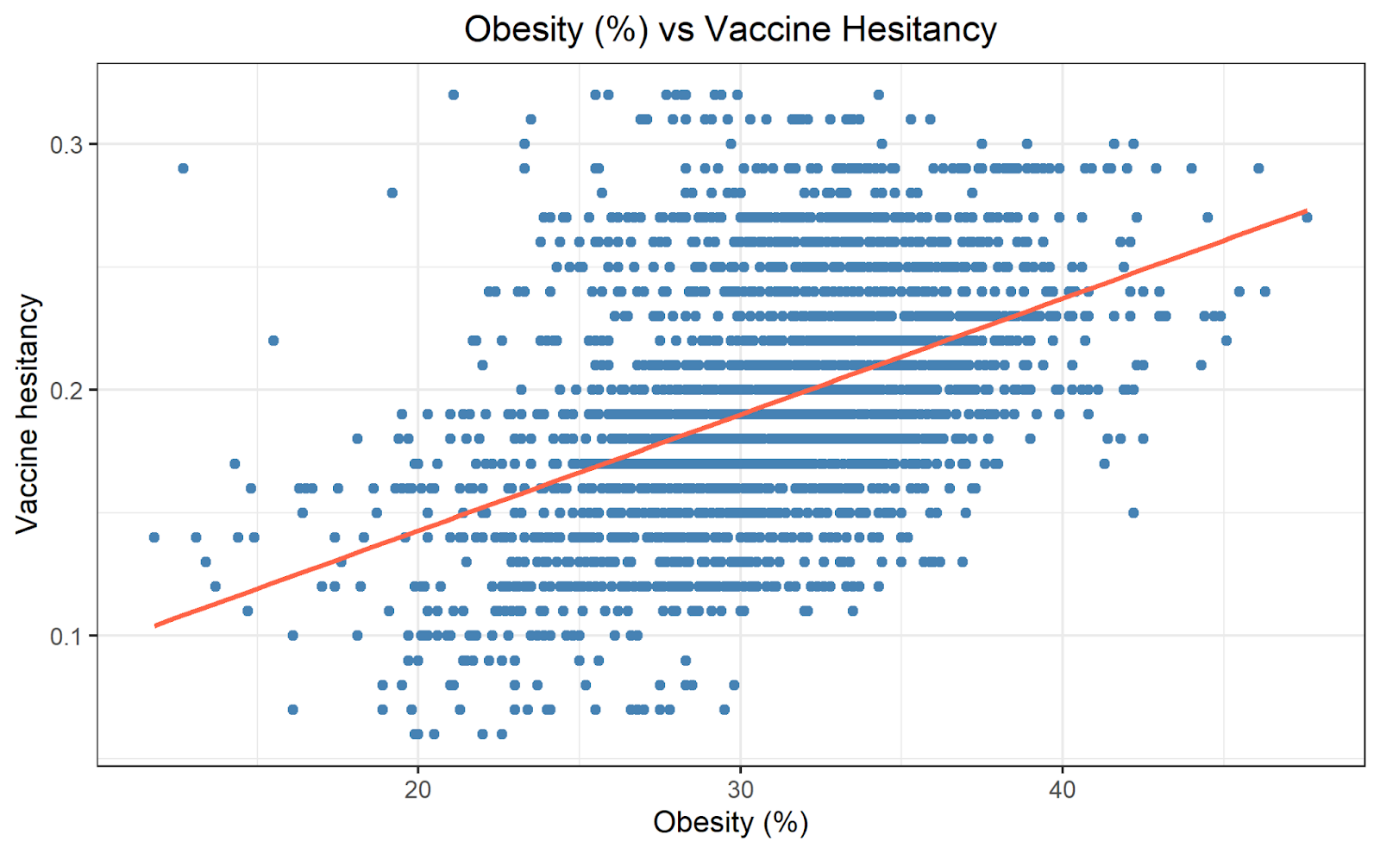 Obesity (%) vs Vaccine Hesitancy
Vaccine hesitancy
0.3
0.2
0.1
20 30 40
Obesity (%)